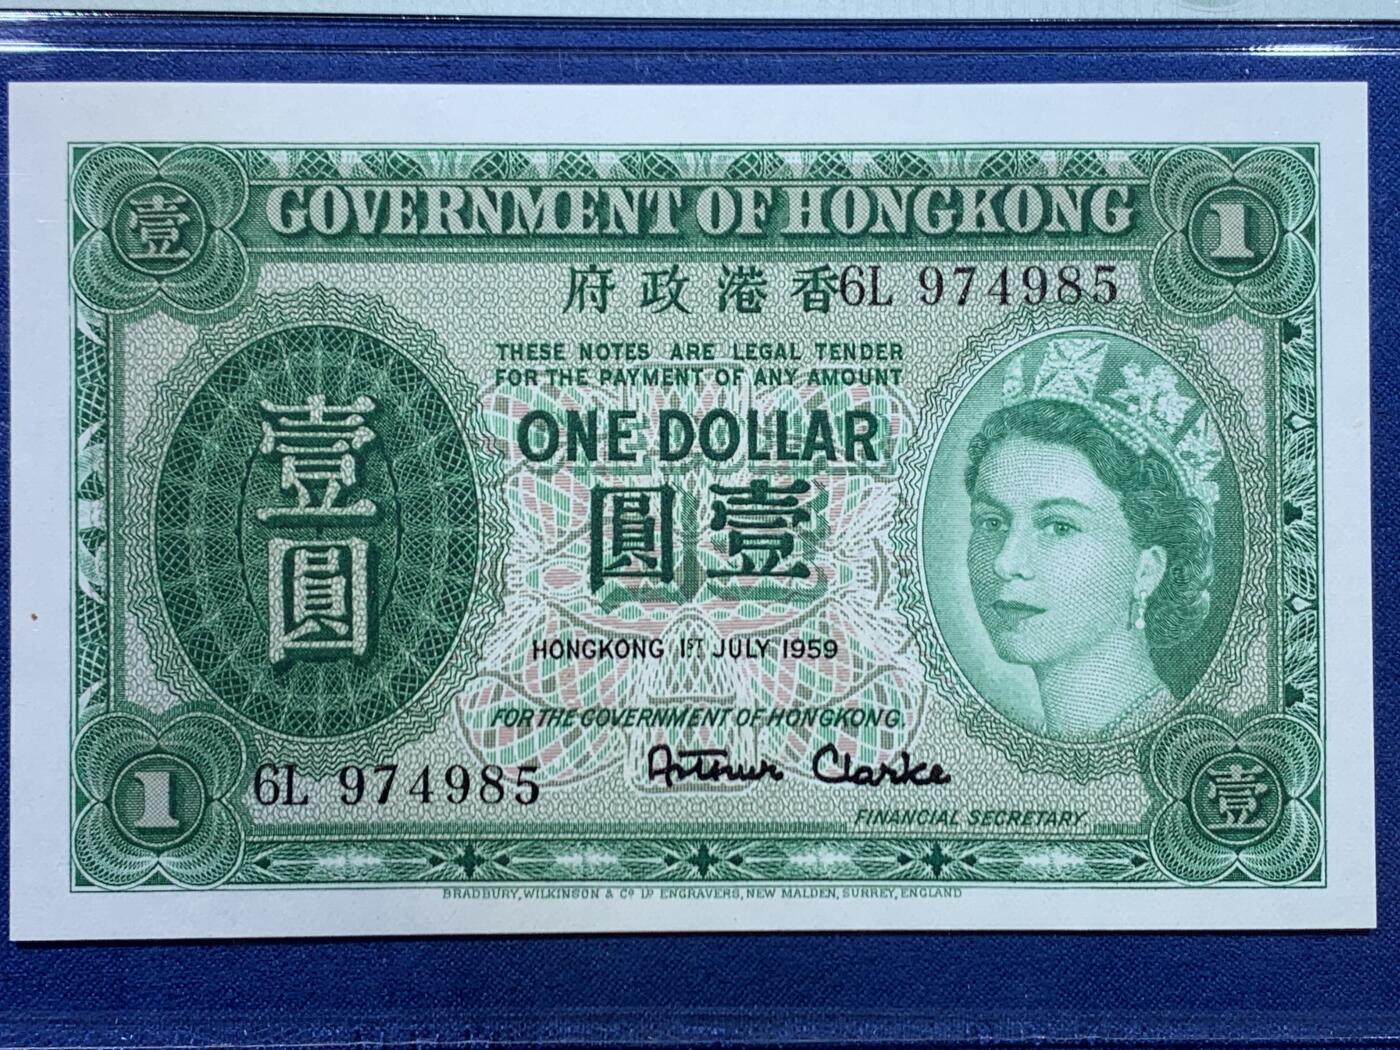 壹 GOVERNMENT OF HONGKONG 1
府政港香 6L 974985
THESE NOTES ARE LEGAL TENDER
FOR THE PAYMENT OF ANY AMOUNT
ONE DOLLAR
圓壹
壹
圓
HONGKONG 1ST JULY 1959
FOR THE GOVERNMENT OF HONGKONG.
Arthur Clarke
1 6L 974985 壹
FINANCIAL SECRETARY
BRADBURY, WILKINSON & Co LD ENGRAVERS, NEW MALDEN, SURREY, ENGLAND